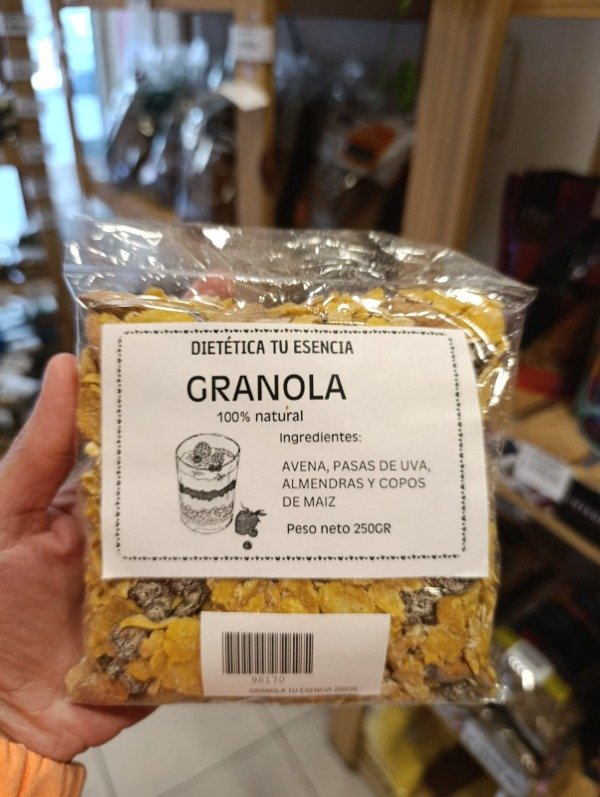 DIETÉTICA TU ESENCIA
GRANOLA
100% natural
Ingredientes:
AVENA, PASAS DE UVA,
ALMENDRAS Y COPOS
DE MAIZ
Peso neto 250GR
98170
GRANOLA TU ESENCIA 250GR